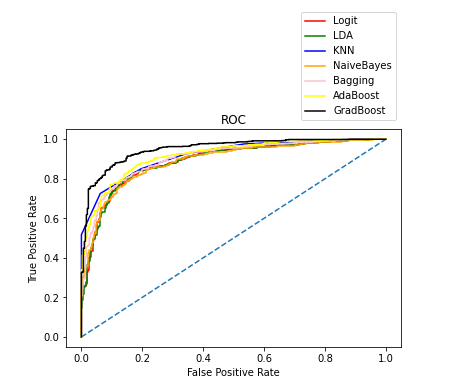 Logit
LDA
KNN
NaiveBayes
Bagging
AdaBoost
GradBoost
ROC
True Positive Rate
1.0
0.8
0.6
0.4
0.2
0.0
0.0 0.2 0.4 0.6 0.8 1.0
False Positive Rate